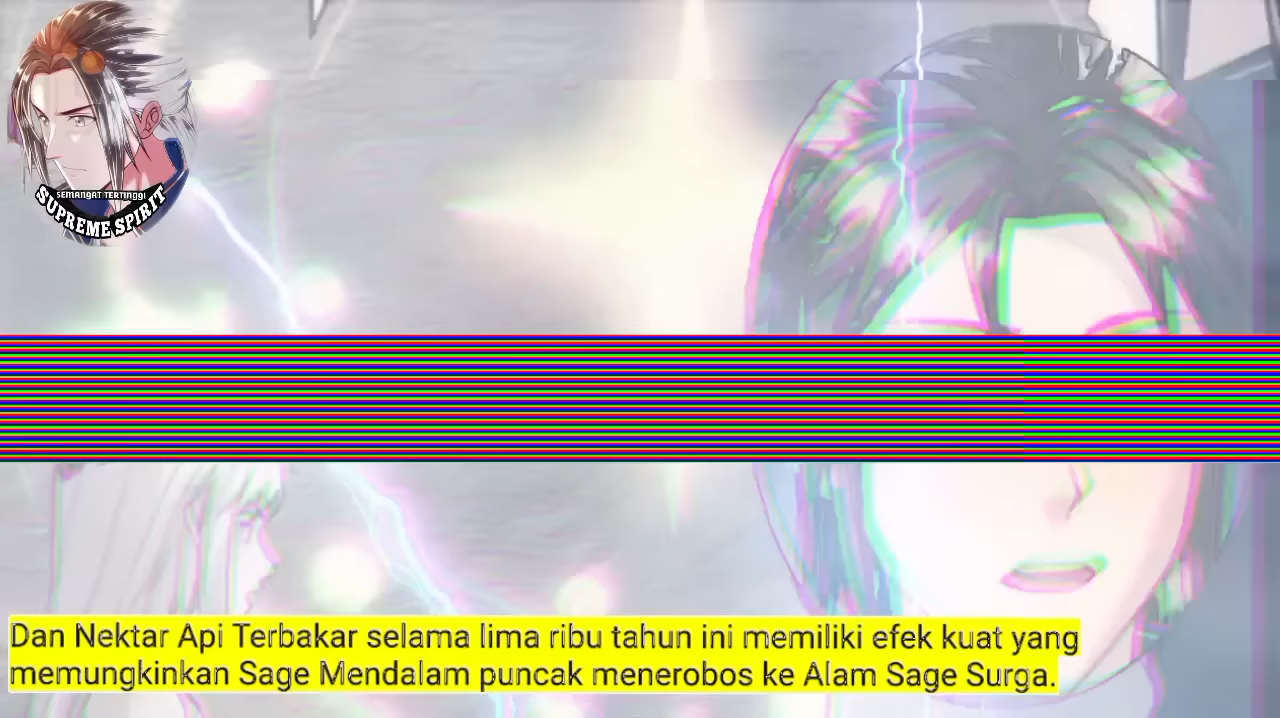 SEMANGAT TERTINGGI
SUPREME SPIRIT
Dan Nektar Api Terbakar selama lima ribu tahun ini memiliki efek kuat yang
memungkinkan Sage Mendalam puncak menerobos ke Alam Sage Surga.